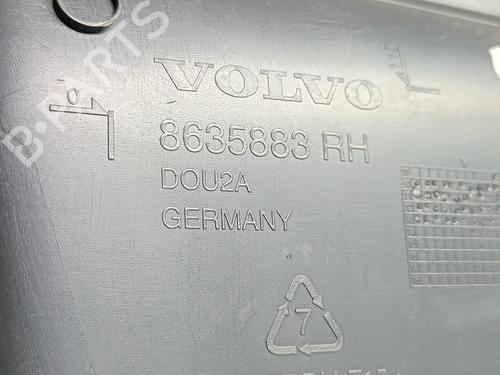 B-PARTS
VOLVO
8635883 RH
DOU2A
GERMANY
7